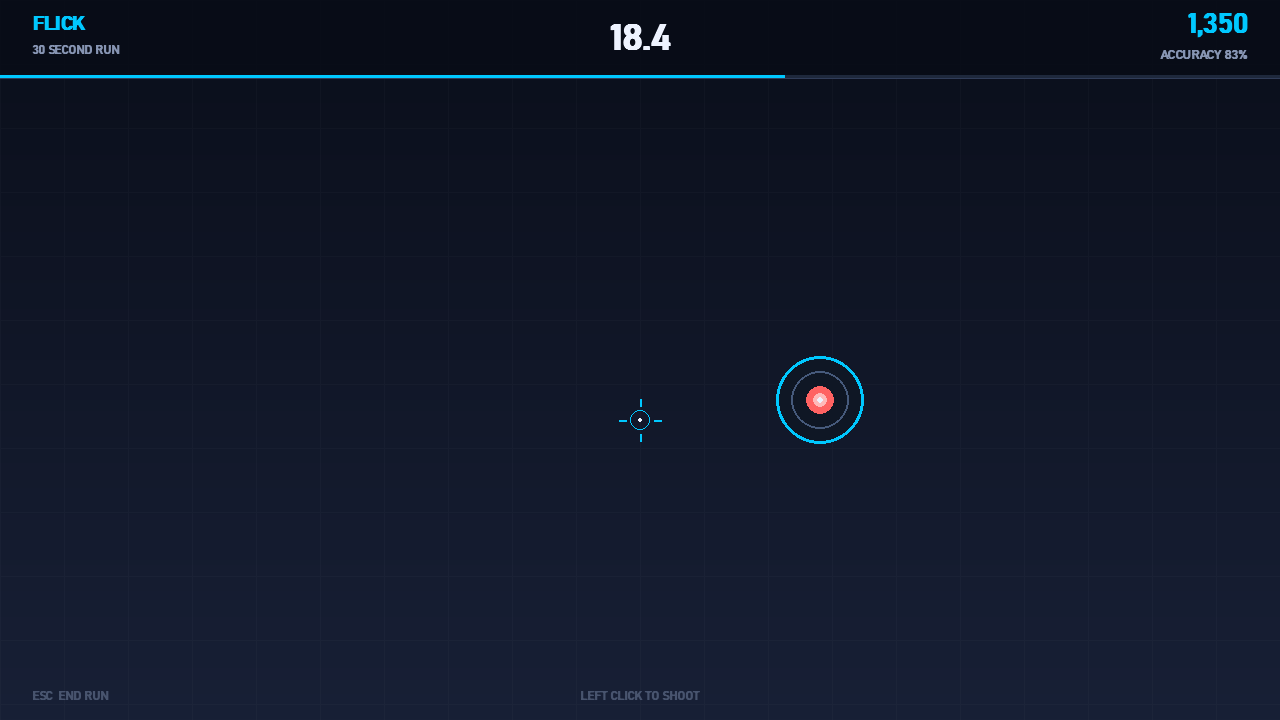 FLICK
30 SECOND RUN
18.4
1,350
ACCURACY 83%
ESC END RUN
LEFT CLICK TO SHOOT